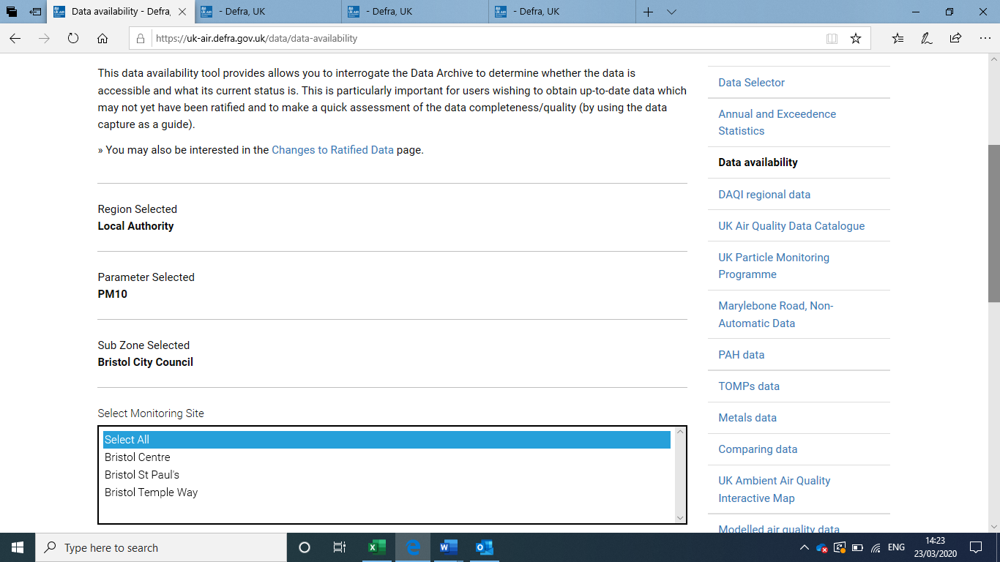 Data availability - Defra,
- Defra, UK
- Defra, UK
- Defra, UK
https://uk-air.defra.gov.uk/data/data-availability
This data availability tool provides allows you to interrogate the Data Archive to determine whether the data is
accessible and what its current status is. This is particularly important for users wishing to obtain up-to-date data which
may not yet have been ratified and to make a quick assessment of the data completeness/quality (by using the data
capture as a guide).
» You may also be interested in the Changes to Ratified Data page.
Region Selected
Local Authority
Parameter Selected
PM10
Sub Zone Selected
Bristol City Council
Select Monitoring Site
Select All
Bristol Centre
Bristol St Paul's
Bristol Temple Way
Data Selector
Annual and Exceedence
Statistics
Data availability
DAQI regional data
UK Air Quality Data Catalogue
UK Particle Monitoring
Programme
Marylebone Road, Non-
Automatic Data
PAH data
TOMPs data
Metals data
Comparing data
UK Ambient Air Quality
Interactive Map
Modelled air quality data
Type here to search
ENG
14:23
23/03/2020